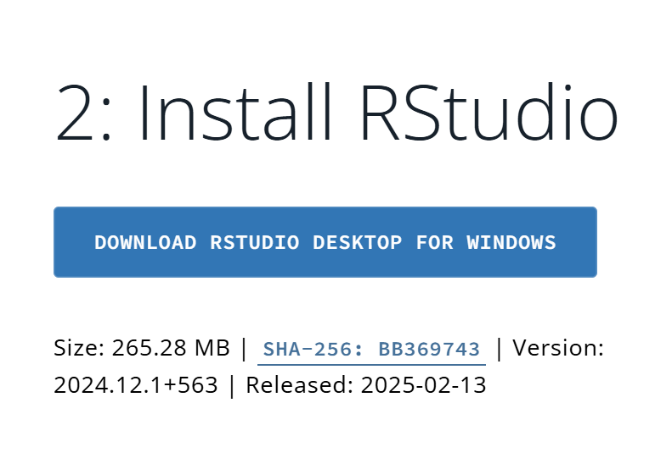 2: Install RStudio
DOWNLOAD RSTUDIO DESKTOP FOR WINDOWS
Size: 265.28 MB | SHA-256: BB369743 | Version:
2024.12.1+563 | Released: 2025-02-13